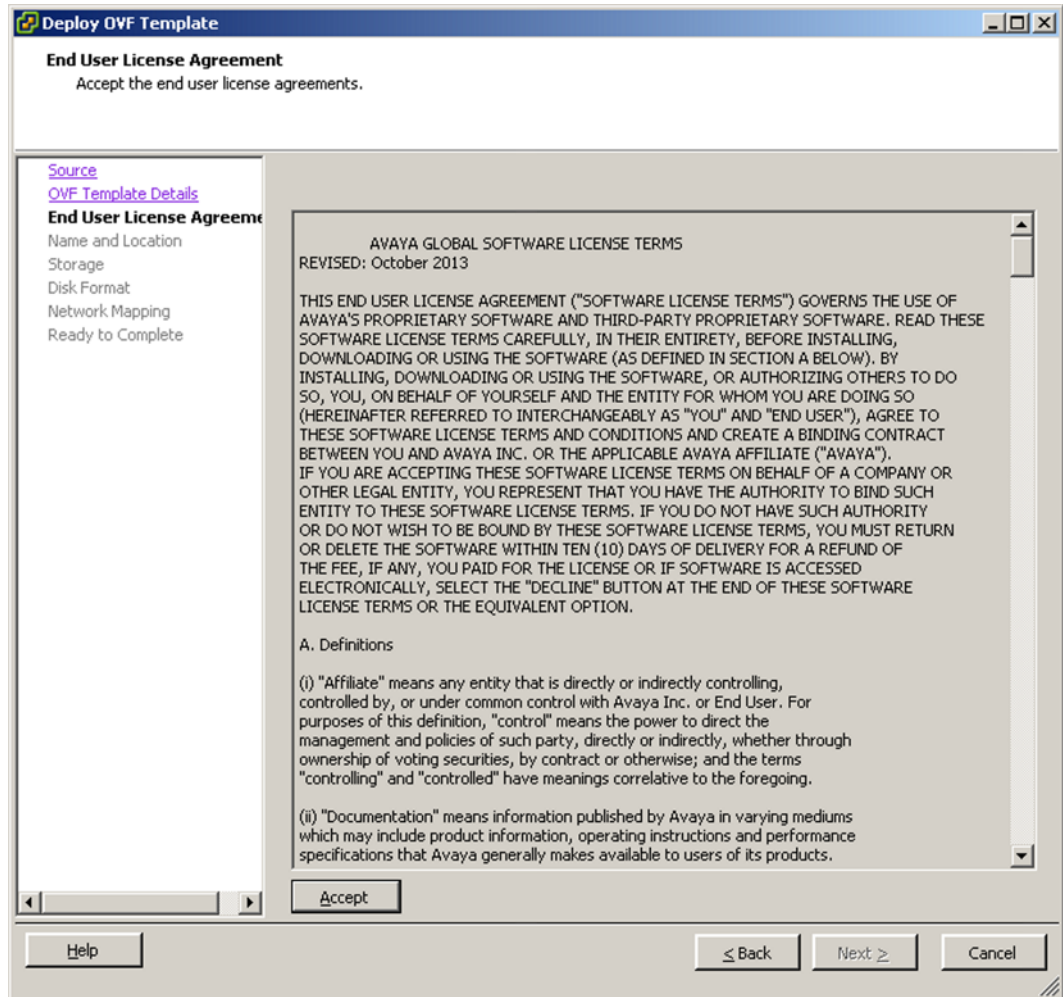 Deploy OVF Template
End User License Agreement
Accept the end user license agreements.
Source
OVF Template Details
End User License Agreeme
Name and Location
Storage
Disk Format
Network Mapping
Ready to Complete
AVAYA GLOBAL SOFTWARE LICENSE TERMS
REVISED: October 2013
THIS END USER LICENSE AGREEMENT ("SOFTWARE LICENSE TERMS") GOVERNS THE USE OF
AVAYA'S PROPRIETARY SOFTWARE AND THIRD-PARTY PROPRIETARY SOFTWARE. READ THESE
SOFTWARE LICENSE TERMS CAREFULLY, IN THEIR ENTIRETY, BEFORE INSTALLING,
DOWNLOADING OR USING THE SOFTWARE (AS DEFINED IN SECTION A BELOW). BY
INSTALLING, DOWNLOADING OR USING THE SOFTWARE, OR AUTHORIZING OTHERS TO DO
SO, YOU, ON BEHALF OF YOURSELF AND THE ENTITY FOR WHOM YOU ARE DOING SO
(HEREINAFTER REFERRED TO INTERCHANGEABLY AS "YOU" AND "END USER"), AGREE TO
THESE SOFTWARE LICENSE TERMS AND CONDITIONS AND CREATE A BINDING CONTRACT
BETWEEN YOU AND AVAYA INC. OR THE APPLICABLE AVAYA AFFILIATE ("AVAYA").
IF YOU ARE ACCEPTING THESE SOFTWARE LICENSE TERMS ON BEHALF OF A COMPANY OR
OTHER LEGAL ENTITY, YOU REPRESENT THAT YOU HAVE THE AUTHORITY TO BIND SUCH
ENTITY TO THESE SOFTWARE LICENSE TERMS. IF YOU DO NOT HAVE SUCH AUTHORITY
OR DO NOT WISH TO BE BOUND BY THESE SOFTWARE LICENSE TERMS, YOU MUST RETURN
OR DELETE THE SOFTWARE WITHIN TEN (10) DAYS OF DELIVERY FOR A REFUND OF
THE FEE, IF ANY, YOU PAID FOR THE LICENSE OR IF SOFTWARE IS ACCESSED
ELECTRONICALLY, SELECT THE "DECLINE" BUTTON AT THE END OF THESE SOFTWARE
LICENSE TERMS OR THE EQUIVALENT OPTION.
A. Definitions
(i) "Affiliate" means any entity that is directly or indirectly controlling,
controlled by, or under common control with Avaya Inc. or End User. For
purposes of this definition, "control" means the power to direct the
management and policies of such party, directly or indirectly, whether through
ownership of voting securities, by contract or otherwise; and the terms
"controlling" and "controlled" have meanings correlative to the foregoing.
(ii) "Documentation" means information published by Avaya in varying mediums
which may include product information, operating instructions and performance
specifications that Avaya generally makes available to users of its products.
Accept
Help
< Back
Next >
Cancel